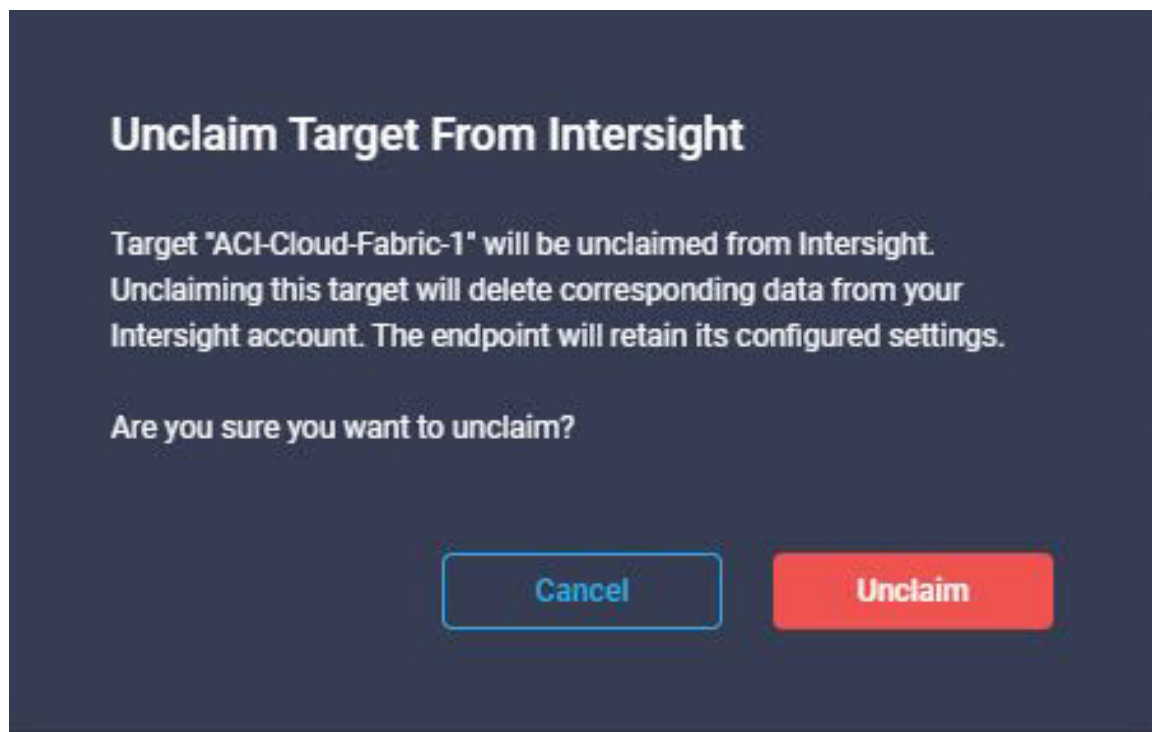 Unclaim Target From Intersight
Target "ACI-Cloud-Fabric-1" will be unclaimed from Intersight.
Unclaiming this target will delete corresponding data from your
Intersight account. The endpoint will retain its configured settings.
Are you sure you want to unclaim?
Cancel
Unclaim